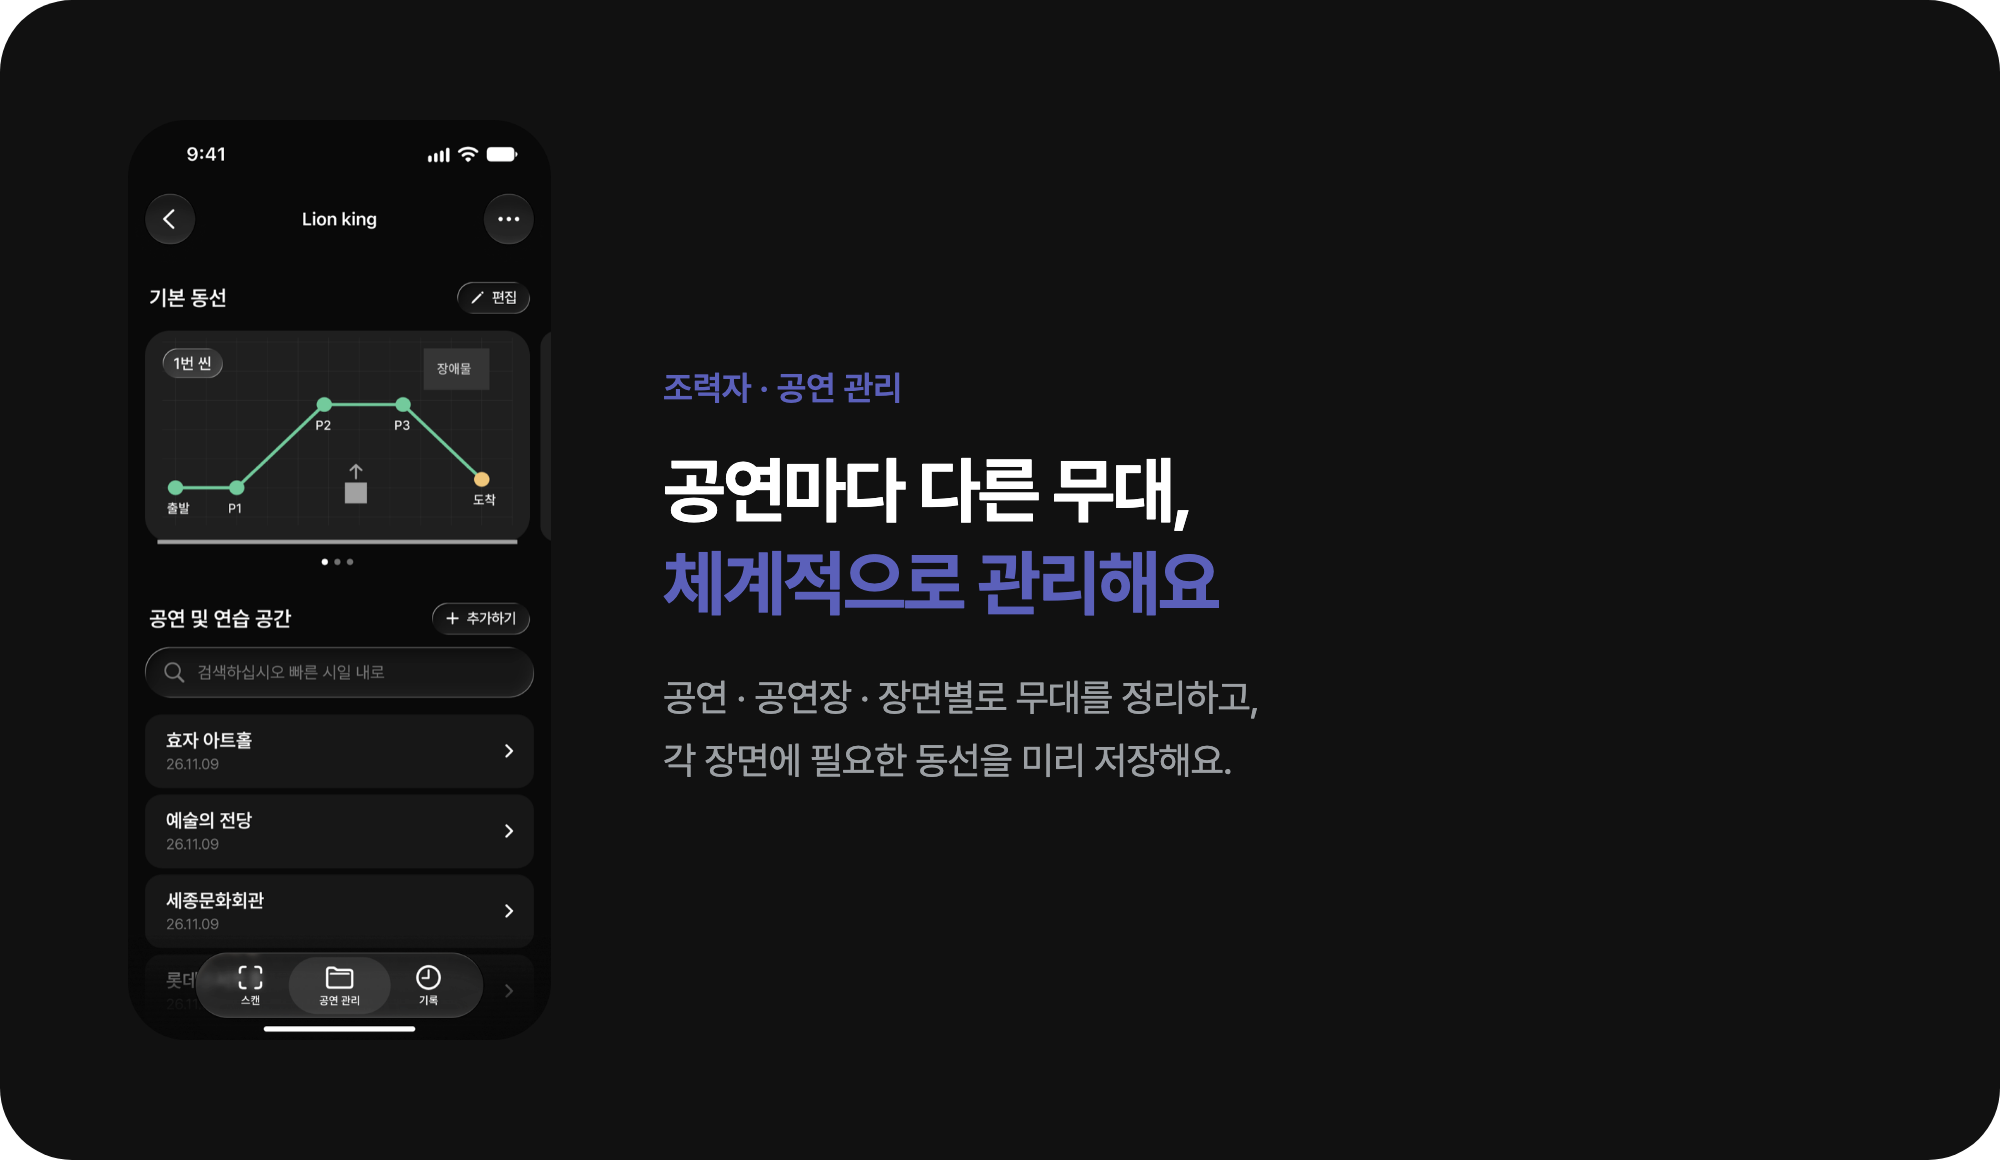 9:41
Lion king
기본 동선
편집
1번 씬
장애물
P2
P3
출발
P1
도착
공연 및 연습 공간
추가하기
검색하십시오 빠른 시일 내로
효자 아트홀
26.11.09
예술의 전당
26.11.09
세종문화회관
26.11.09
롯데
26.11
스캔
공연 관리
기록
조력자 · 공연 관리
공연마다 다른 무대,
체계적으로 관리해요
공연 · 공연장 · 장면별로 무대를 정리하고,
각 장면에 필요한 동선을 미리 저장해요.